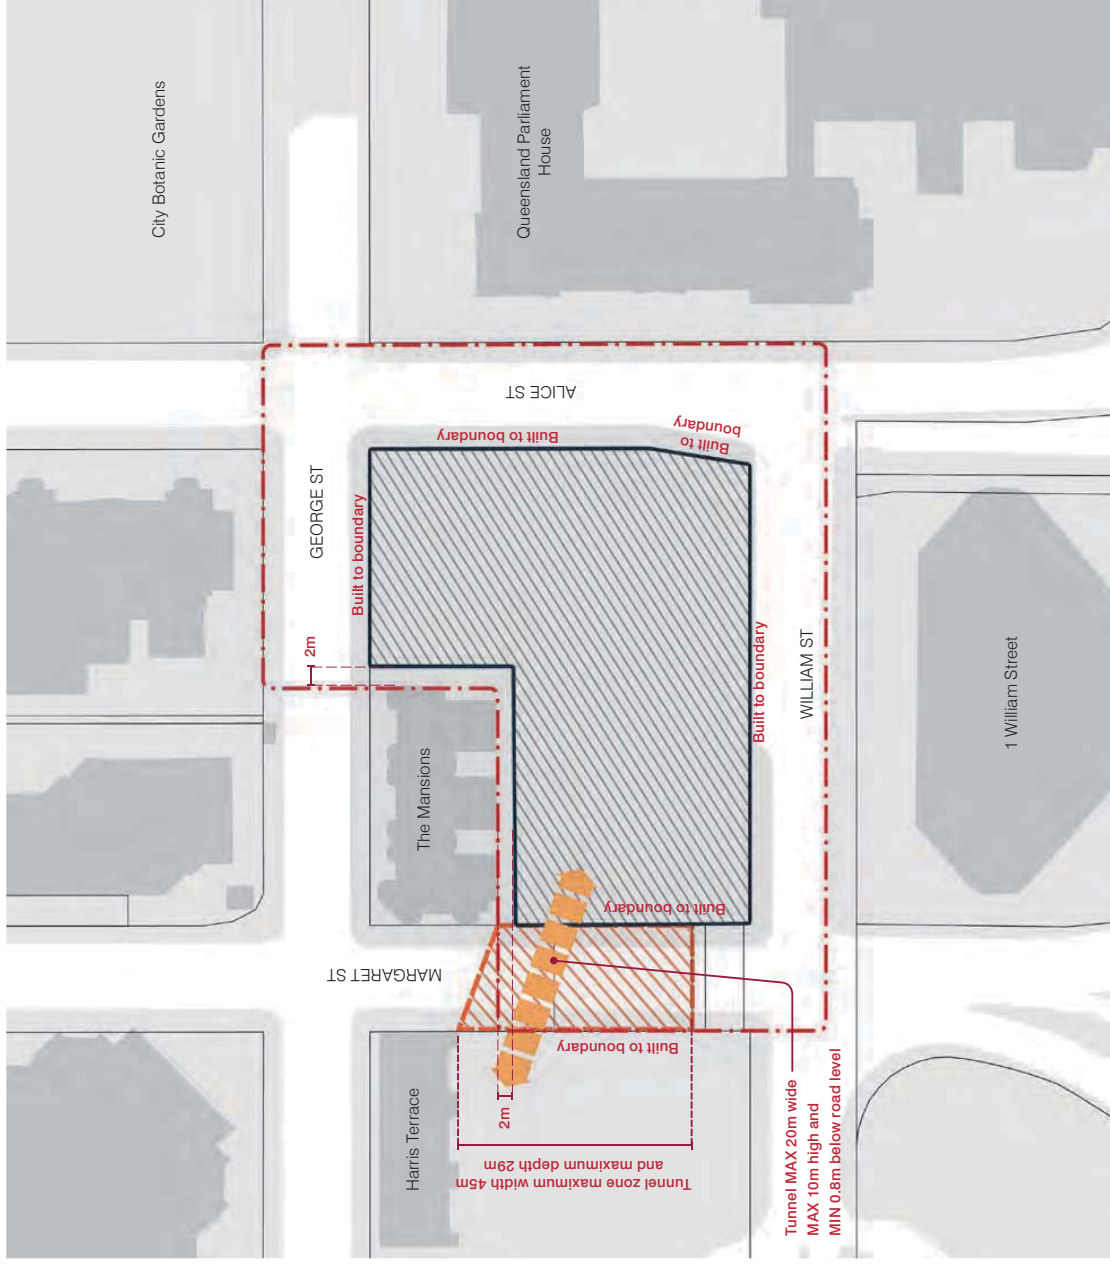 City Botanic Gardens
Queensland Parliament
House
ALICE ST
Built to boundary
Built to
boundary
GEORGE ST
Built to boundary
2m
The Mansions
Built to boundary
WILLIAM ST
1 William Street
Built to boundary
MARGARET ST
Built to boundary
Harris Terrace
2m
Tunnel zone maximum width 45m
and maximum depth 29m
Tunnel MAX 20m wide
MAX 10m high and
MIN 0.8m below road level